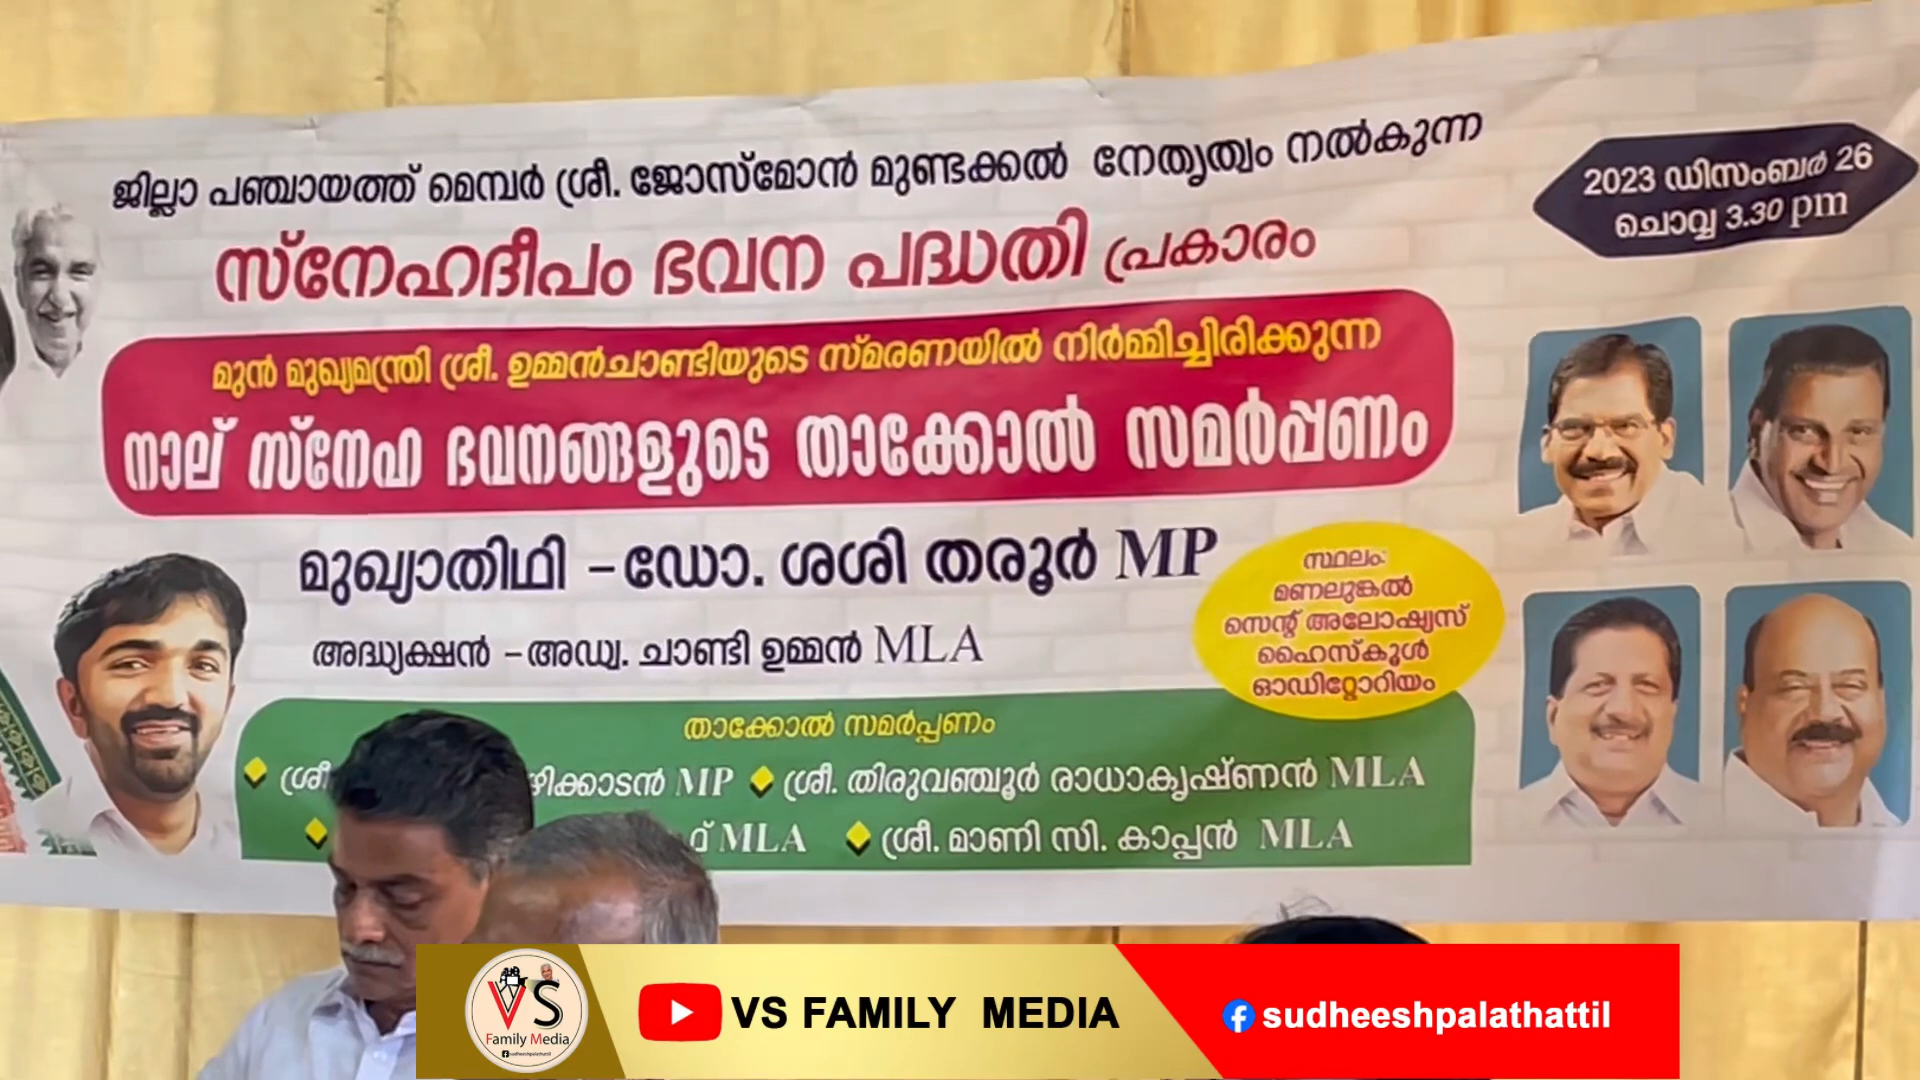 ജില്ലാ പഞ്ചായത്ത് മെമ്പർ ശ്രീ. ജോസ്മോൻ മുണ്ടക്കൽ നേതൃത്വം നൽകുന്ന
2023 ഡിസംബർ 26
ചൊവ്വ 3.30 pm
സ്നേഹദീപം ഭവന പദ്ധതി പ്രകാരം
മുൻ മുഖ്യമന്ത്രി ശ്രീ. ഉമ്മൻചാണ്ടിയുടെ സ്മരണയിൽ നിർമ്മിച്ചിരിക്കുന്ന
നാല് സ്നേഹ ഭവനങ്ങളുടെ താക്കോൽ സമർപ്പണം
മുഖ്യാതിഥി - ഡോ. ശശി തരൂർ MP
അദ്ധ്യക്ഷൻ - അഡ്വ. ചാണ്ടി ഉമ്മൻ MLA
സ്ഥലം:
മണലുങ്കൽ
സെന്റ് അലോഷ്യസ്
ഹൈസ്കൂൾ
ഓഡിറ്റോറിയം
താക്കോൽ സമർപ്പണം
ശ്രീ. ഴിക്കാടൻ MP ശ്രീ. തിരുവഞ്ചൂർ രാധാകൃഷ്ണൻ MLA
MLA ശ്രീ. മാണി സി. കാപ്പൻ MLA
VS
Family Media
sudheeshpalathattil
VS FAMILY MEDIA
sudheeshpalathattil